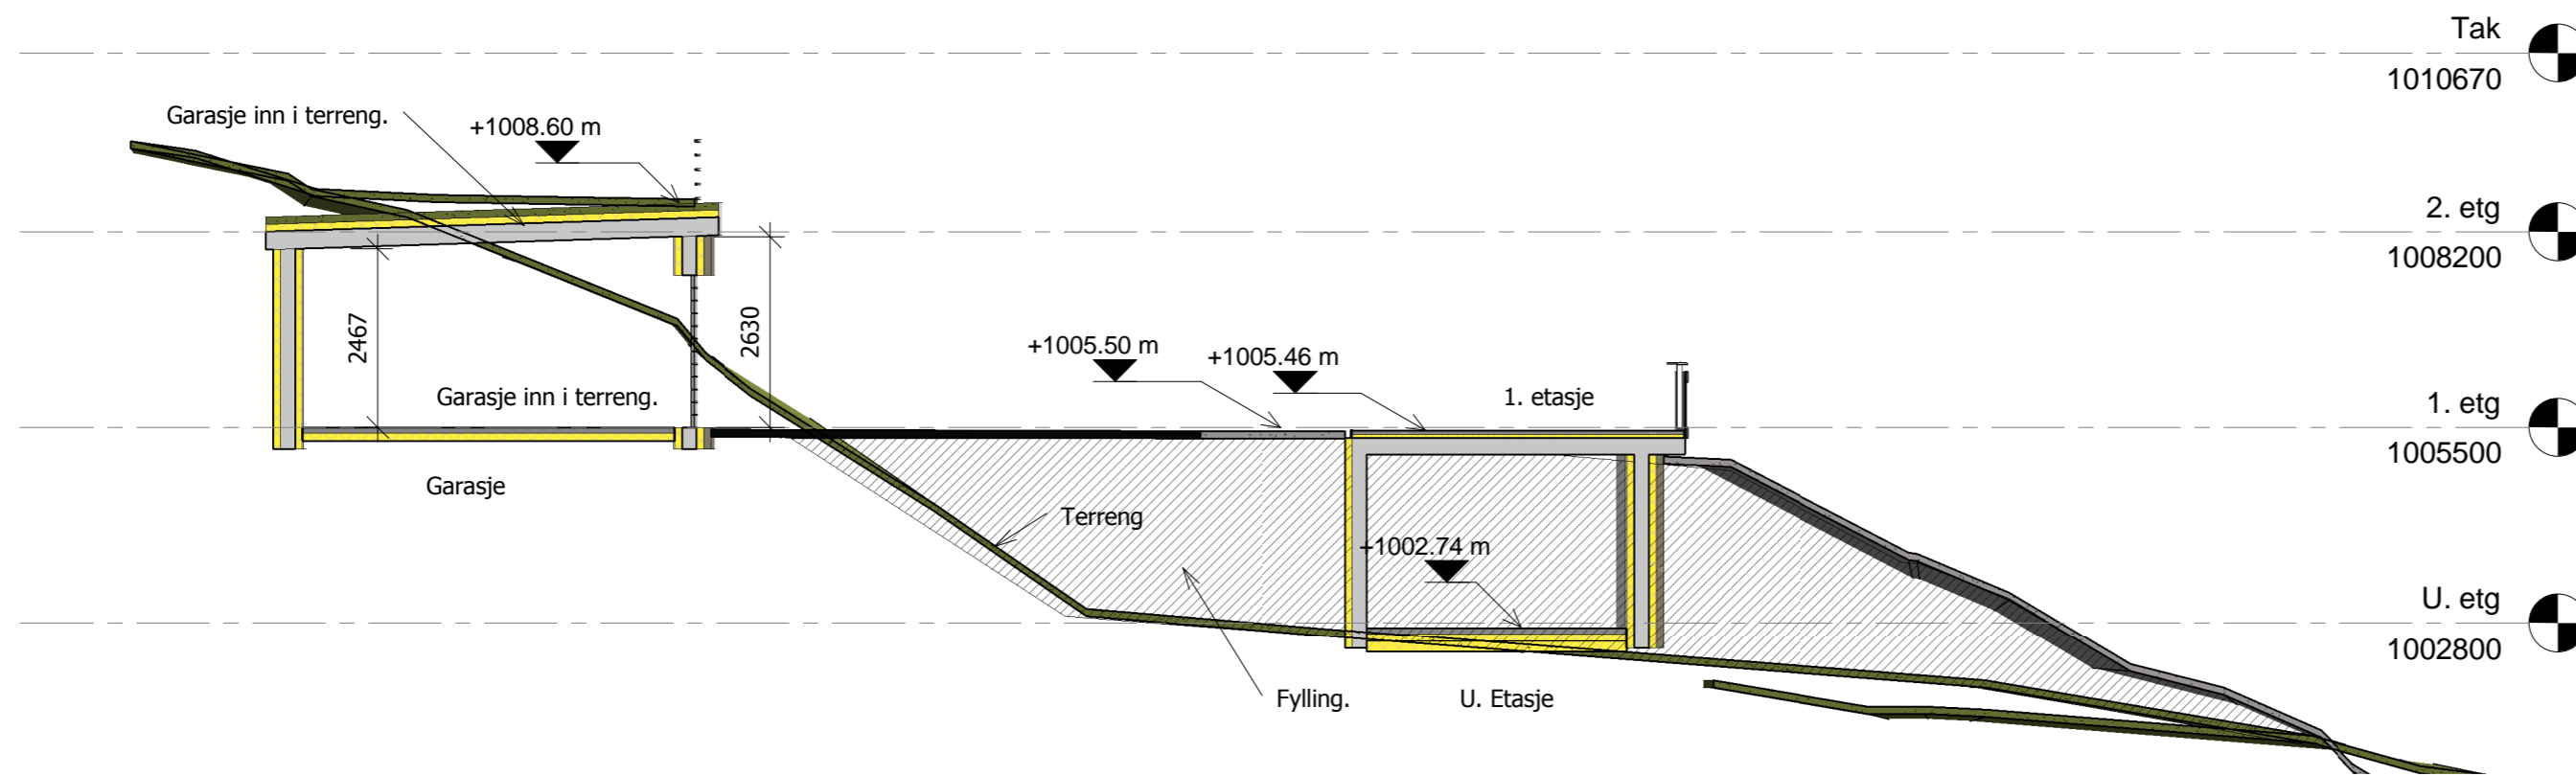 Tak
1010670
Garasje inn i terreng.
+1008.60 m
2. etg
1008200
2467
2630
+1005.50 m
+1005.46 m
Garasje inn i terreng.
1. etasje
1. etg
1005500
Garasje
Terreng
+1002.74 m
U. etg
1002800
Fylling.
U. Etasje